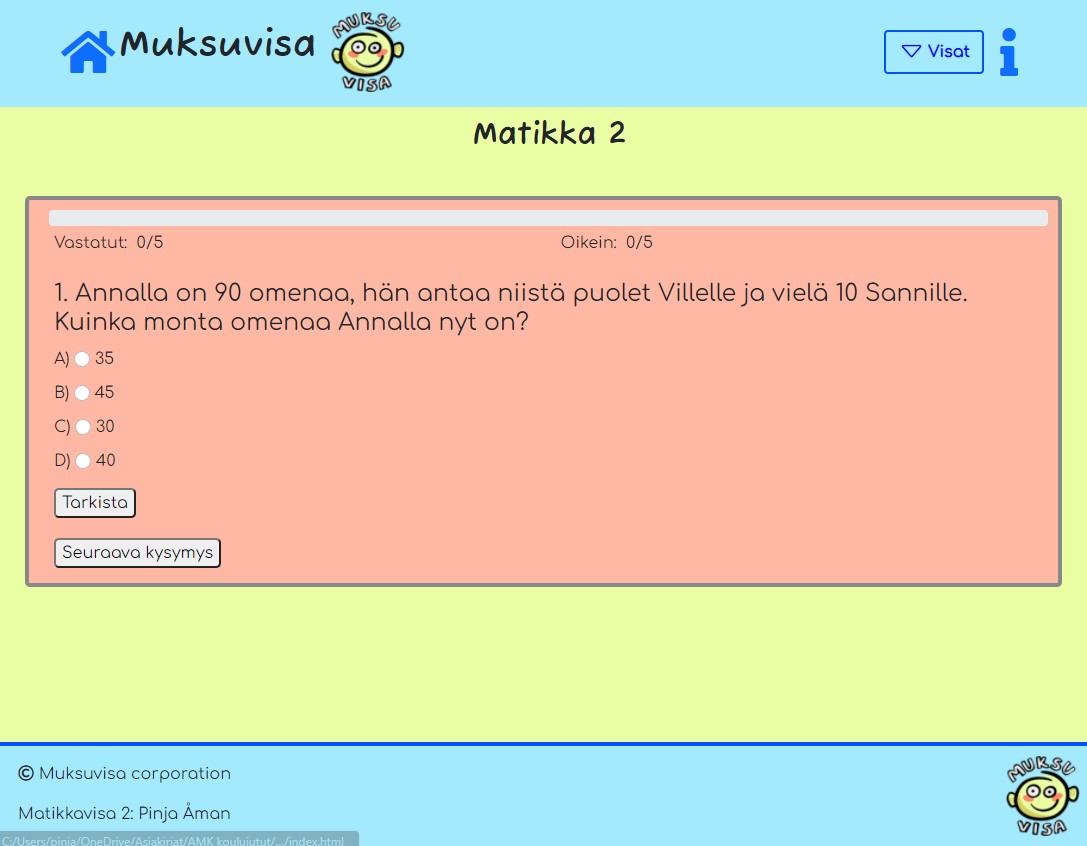 Muksuvisa
MUKSU
VISA
Visat
Matikka 2
Vastatut: 0/5
Oikein: 0/5
1. Annalla on 90 omenaa, hän antaa niistä puolet Villelle ja vielä 10 Sannille.
Kuinka monta omenaa Annalla nyt on?
A) 35
B) 45
C) 30
D) 40
Tarkista
Seuraava kysymys
© Muksuvisa corporation
Matikkavisa 2: Pinja Åman
MUKSU
VISA
C:/Users/pinja/OneDrive/Asiakirjat/AMK koulujutut/.../index.html